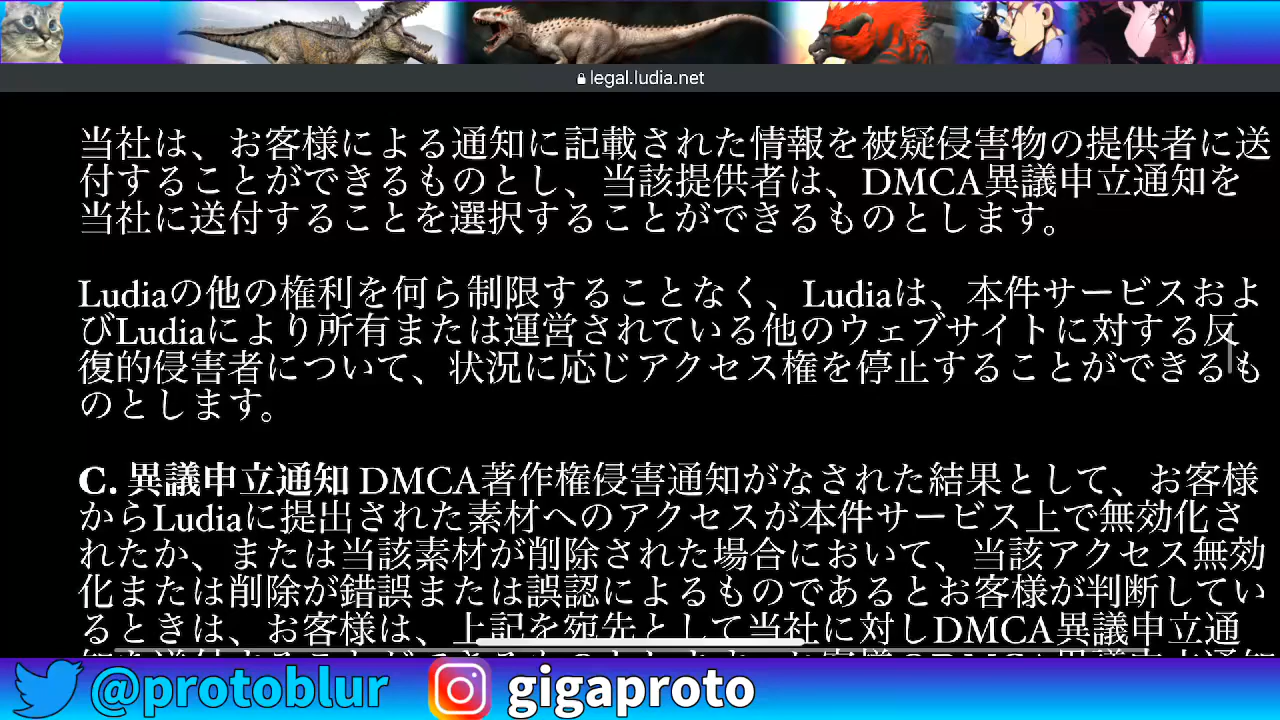 legal.ludia.net
当社は、お客様による通知に記載された情報を被疑侵害物の提供者に送
付することができるものとし、当該提供者は、DMCA異議申立通知を
当社に送付することを選択することができるものとします。
Ludiaの他の権利を何ら制限することなく、Ludiaは、本件サービスおよ
びLudiaにより所有または運営されている他のウェブサイトに対する反
復的侵害者について、状況に応じアクセス権を停止することができるも
のとします。
C. 異議申立通知 DMCA著作権侵害通知がなされた結果として、お客様
からLudiaに提出された素材へのアクセスが本件サービス上で無効化さ
れたか、または当該素材が削除された場合において、当該アクセス無効
化または削除が錯誤または誤認によるものであるとお客様が判断してい
るときは、お客様は、上記を宛先として当社に対しDMCA異議申立通
@protoblur
gigaproto